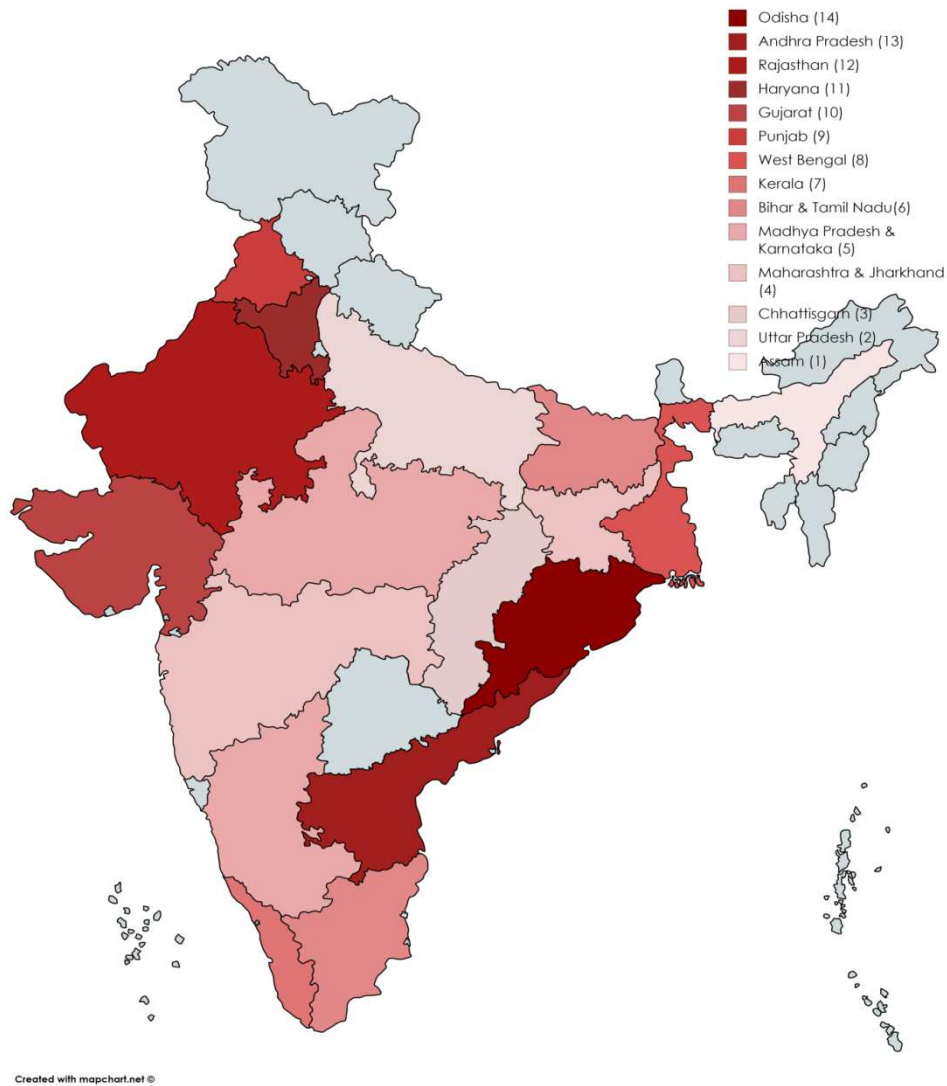 Odisha (14)
Andhra Pradesh (13)
Rajasthan (12)
Haryana (11)
Gujarat (10)
Punjab (9)
West Bengal (8)
Kerala (7)
Bihar & Tamil Nadu(6)
Madhya Pradesh &
Karnataka (5)
Maharashtra & Jharkhand
(4)
Chhattisgarh (3)
Uttar Pradesh (2)
Assam (1)
Created with mapchart.net ©